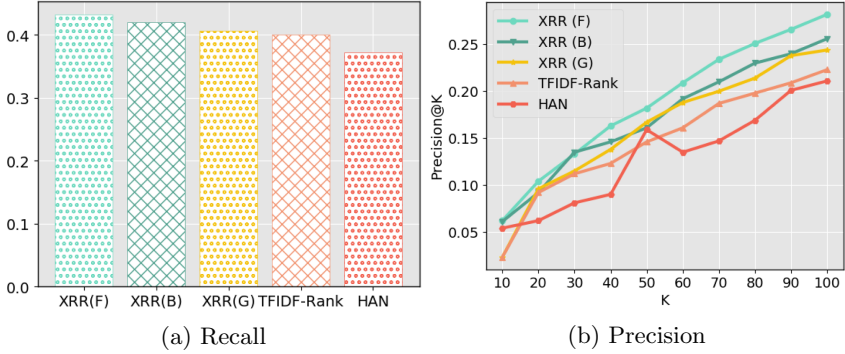 0.4
0.3
0.2
0.1
0.0
XRR(F) XRR(B) XRR(G) TFIDF-Rank HAN
(a) Recall
XRR (F)
XRR (B)
XRR (G)
TFIDF-Rank
HAN
Precision@K
0.25
0.20
0.15
0.10
0.05
10 20 30 40 50 60 70 80 90 100
K
(b) Precision